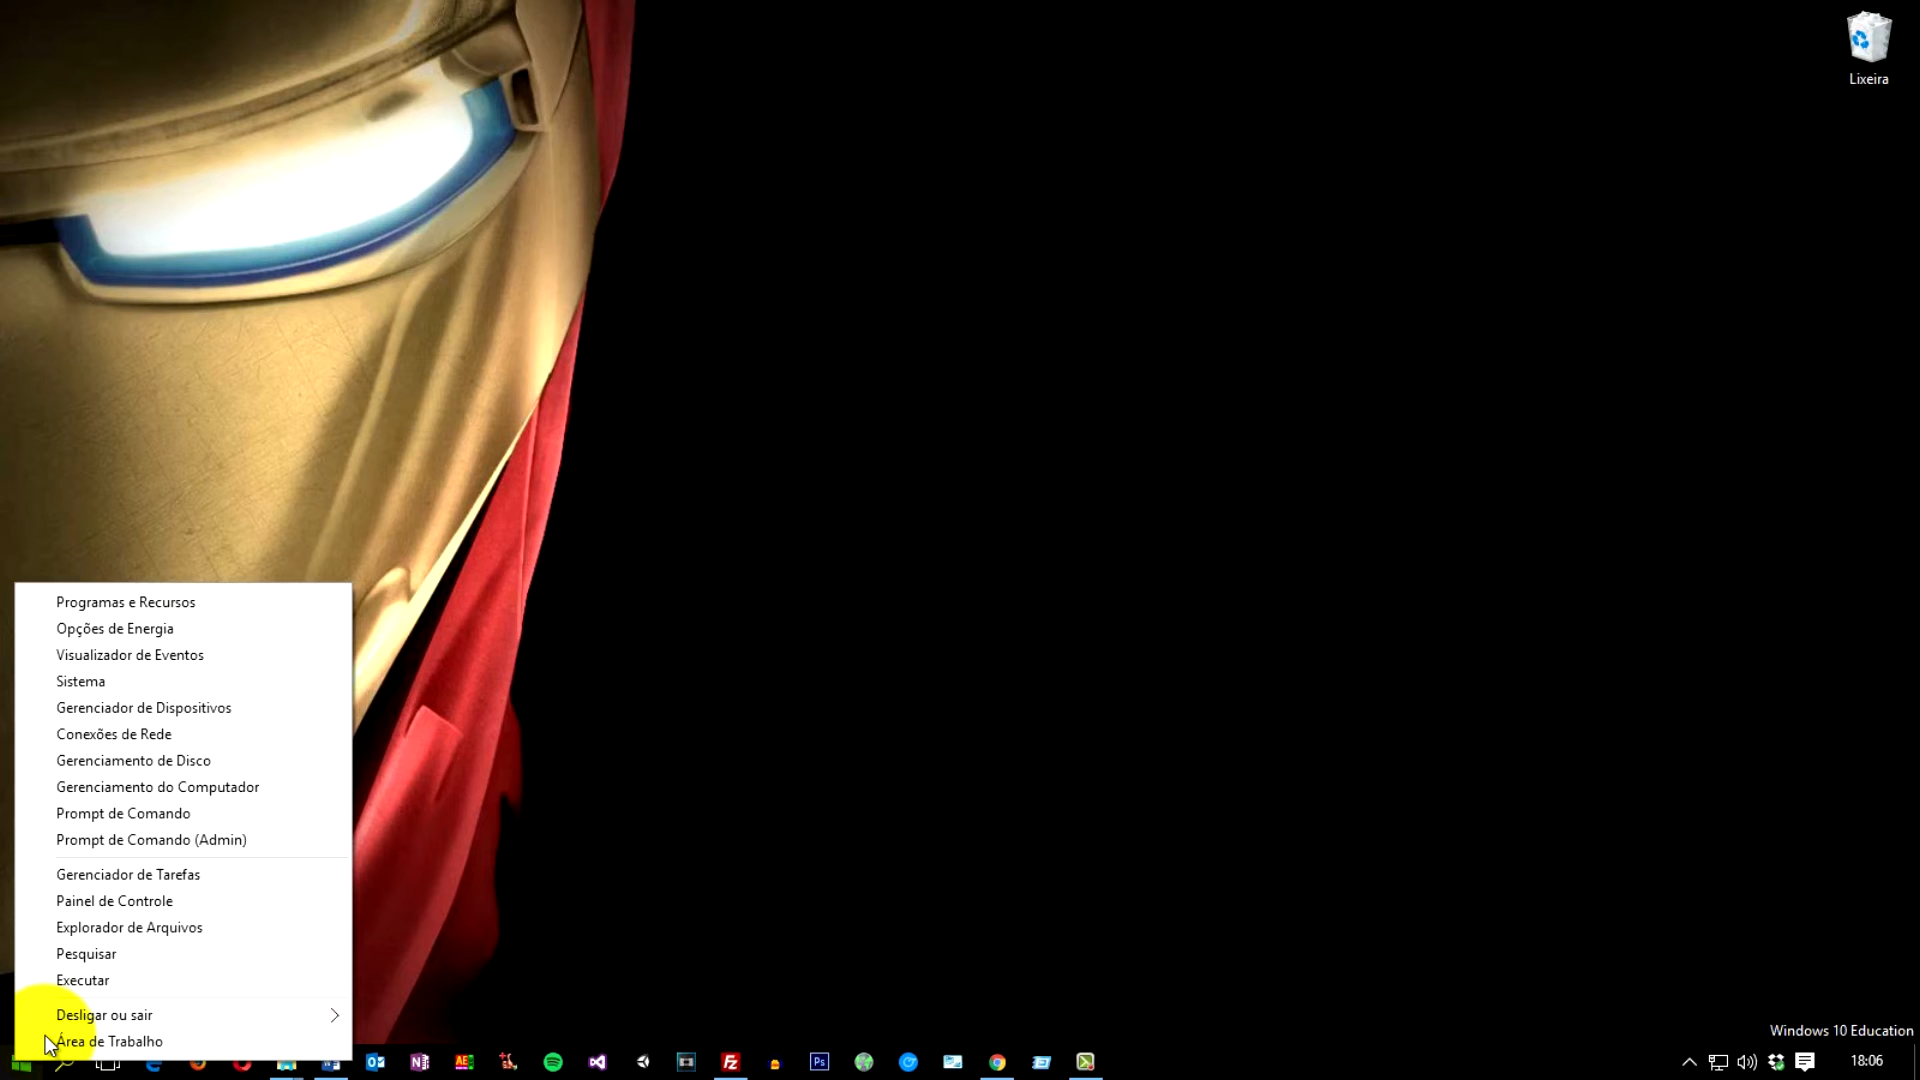 Lixeira
Programas e Recursos
Opções de Energia
Visualizador de Eventos
Sistema
Gerenciador de Dispositivos
Conexões de Rede
Gerenciamento de Disco
Gerenciamento do Computador
Prompt de Comando
Prompt de Comando (Admin)
Gerenciador de Tarefas
Painel de Controle
Explorador de Arquivos
Pesquisar
Executar
Desligar ou sair
Área de Trabalho
Windows 10 Education
18:06